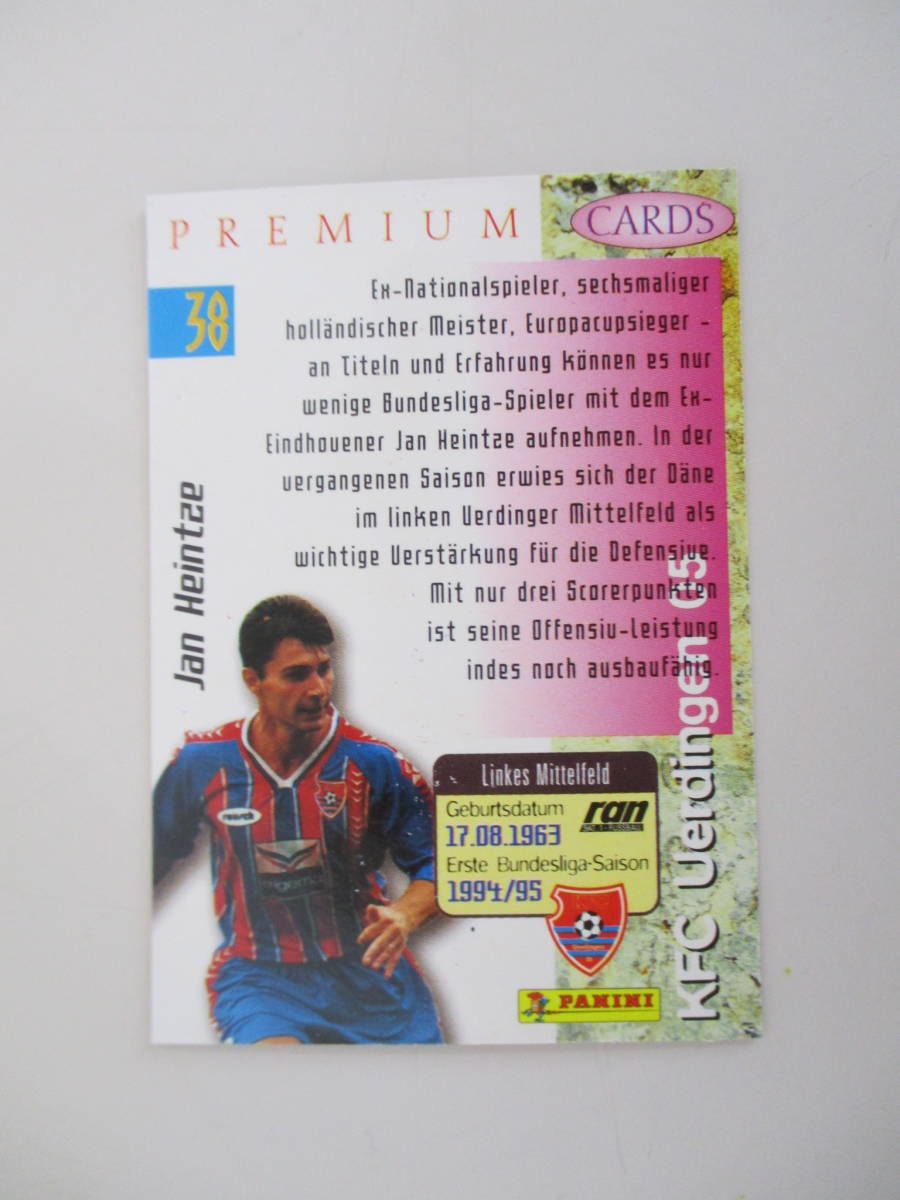 PREMIUM CARDS
38
Ex-Nationalspieler, sechsmaliger
holländischer Meister, Europacupsieger -
an Titeln und Erfahrung können es nur
wenige Bundesliga-Spieler mit dem Ex-
Eindhovener Jan Heintze aufnehmen. In der
vergangenen Saison erwies sich der Däne
im linken Uerdinger Mittelfeld als
wichtige Verstärkung für die Defensive.
Mit nur drei Scorerpunkten
ist seine Offensiv-Leistung
indes noch ausbaufähig.
Jan Heintze
KFC Uerdingen 05
Linkes Mittelfeld
Geburtsdatum
17.08.1963
ran
SAT.1-FUSSBALL
Erste Bundesliga-Saison
1994/95
PANINI